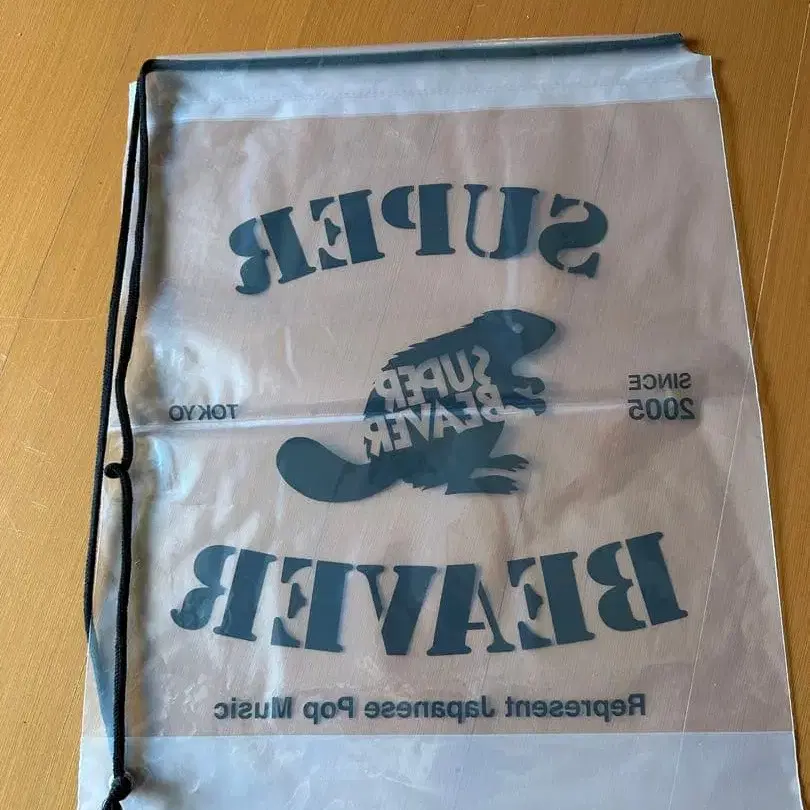 SUPER
SUPER
BEAVER
SINCE
2005
TOKYO
BEAVER
Represent Japanese Pop Music